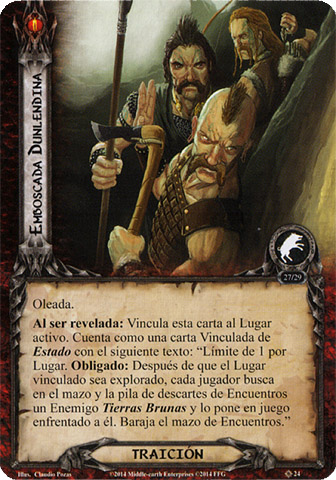 EMBOSCADA DUNLENDINA
27/29
Oleada.
Al ser revelada: Vincula esta carta al Lugar
activo. Cuenta como una carta Vinculada de
Estado con el siguiente texto: “Límite de 1 por
Lugar. Obligado: Después de que el Lugar
vinculado sea explorado, cada jugador busca
en el mazo y la pila de descartes de Encuentros
un Enemigo Tierras Brunas y lo pone en juego
enfrentado a él. Baraja el mazo de Encuentros.”
TRAICIÓN
Illus. Claudio Pozas
©2014 Middle-earth Enterprises ©2014 FFG
24